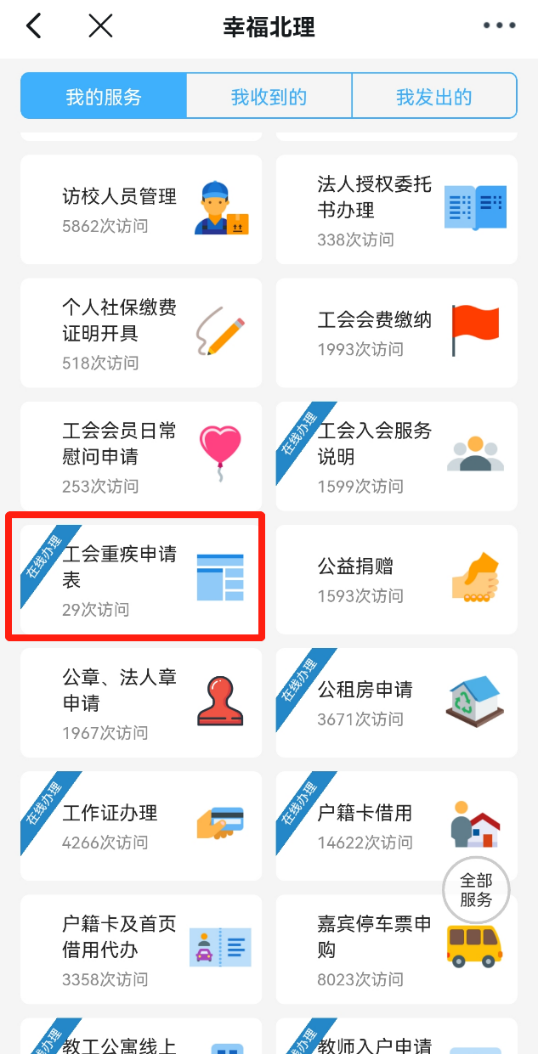 幸福北理
我的服务
我收到的
我发出的
访校人员管理
5862次访问
法人授权委托
书办理
338次访问
个人社保缴费
证明开具
518次访问
工会会费缴纳
1993次访问
工会会员日常
慰问申请
253次访问
在线办理
工会入会服务
说明
1599次访问
在线办理
工会重疾申请
表
29次访问
公益捐赠
1593次访问
公章、法人章
申请
1967次访问
在线办理
公租房申请
3671次访问
在线办理
工作证办理
4266次访问
在线办理
户籍卡借用
14622次访问
全部
服务
户籍卡及首页
借用代办
3358次访问
嘉宾停车票申
购
8023次访问
在线办理
教工公寓线上
在线办理
教师入户申请